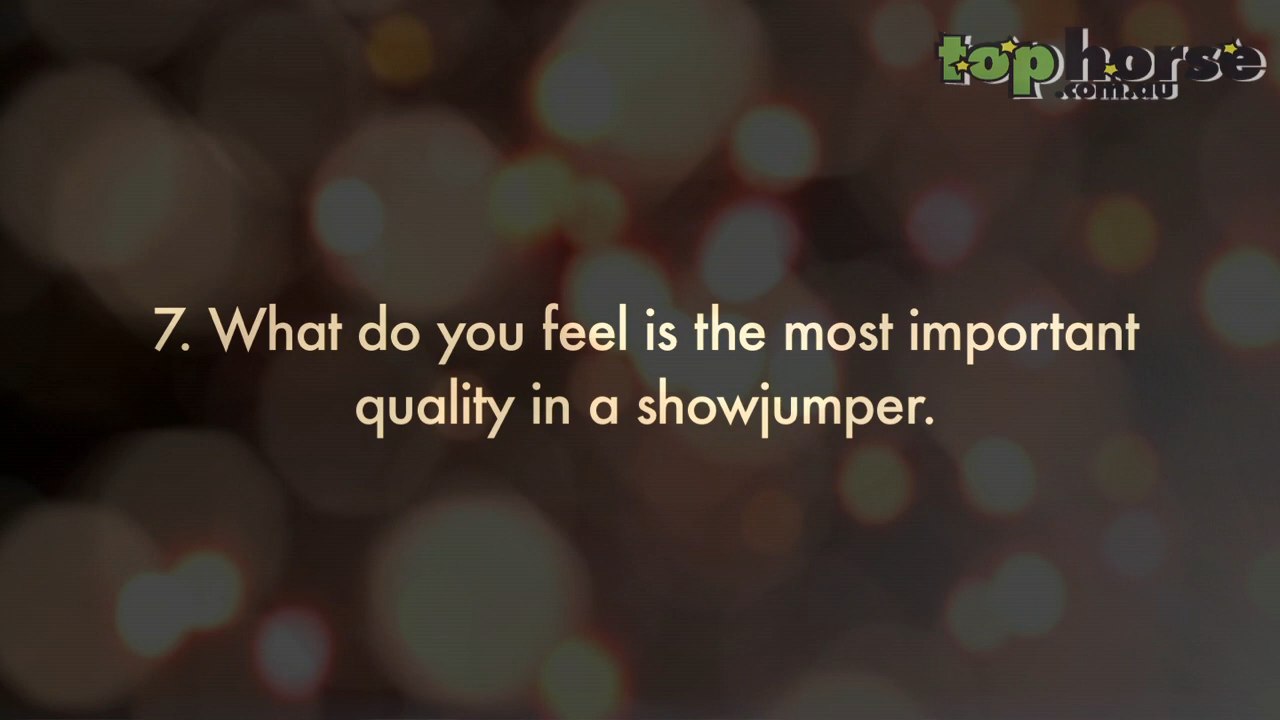 tophorse
.com.au
7. What do you feel is the most important
quality in a showjumper.